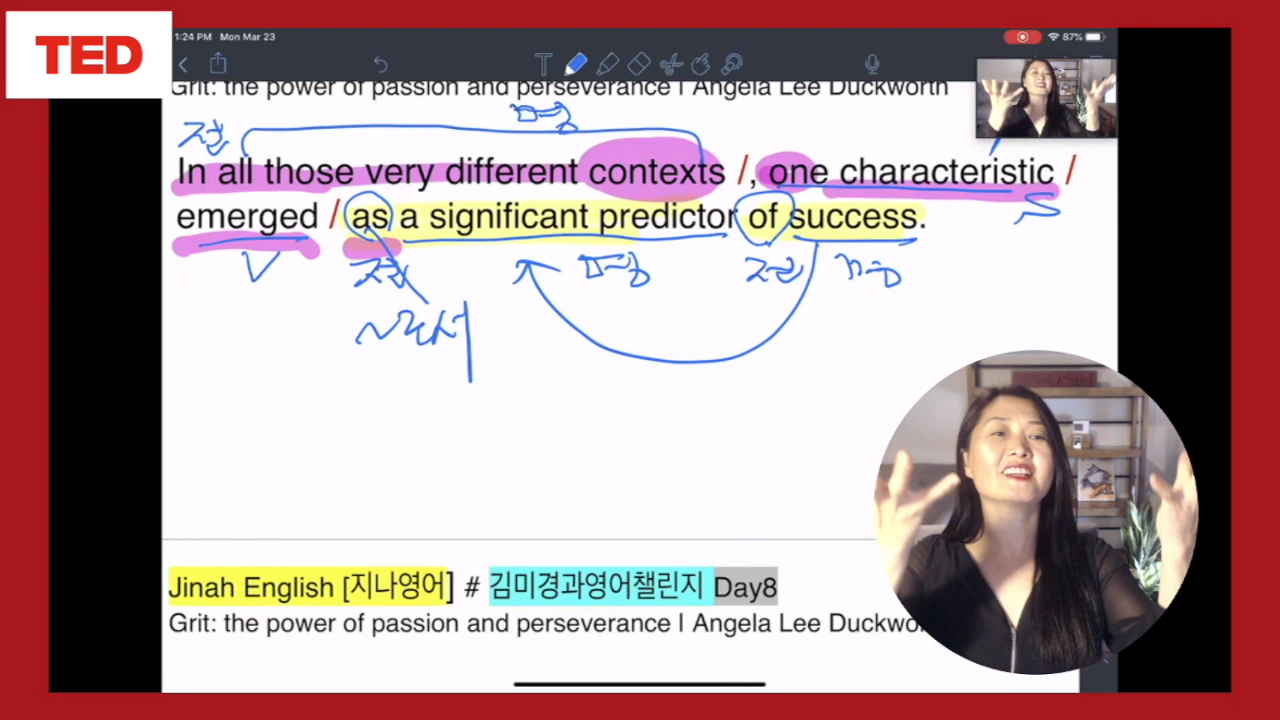 TED
1:24 PM Mon Mar 23
87%
T
Grit: the power of passion and perseverance I Angela Lee Duckworth
명
전
In all those very different contexts /, one characteristic /
emerged / as a significant predictor of success.
S
V
전
명
전
명
~로서
Jinah English [지나영어] # 김미경과영어챌린지 Day8
Grit: the power of passion and perseverance I Angela Lee